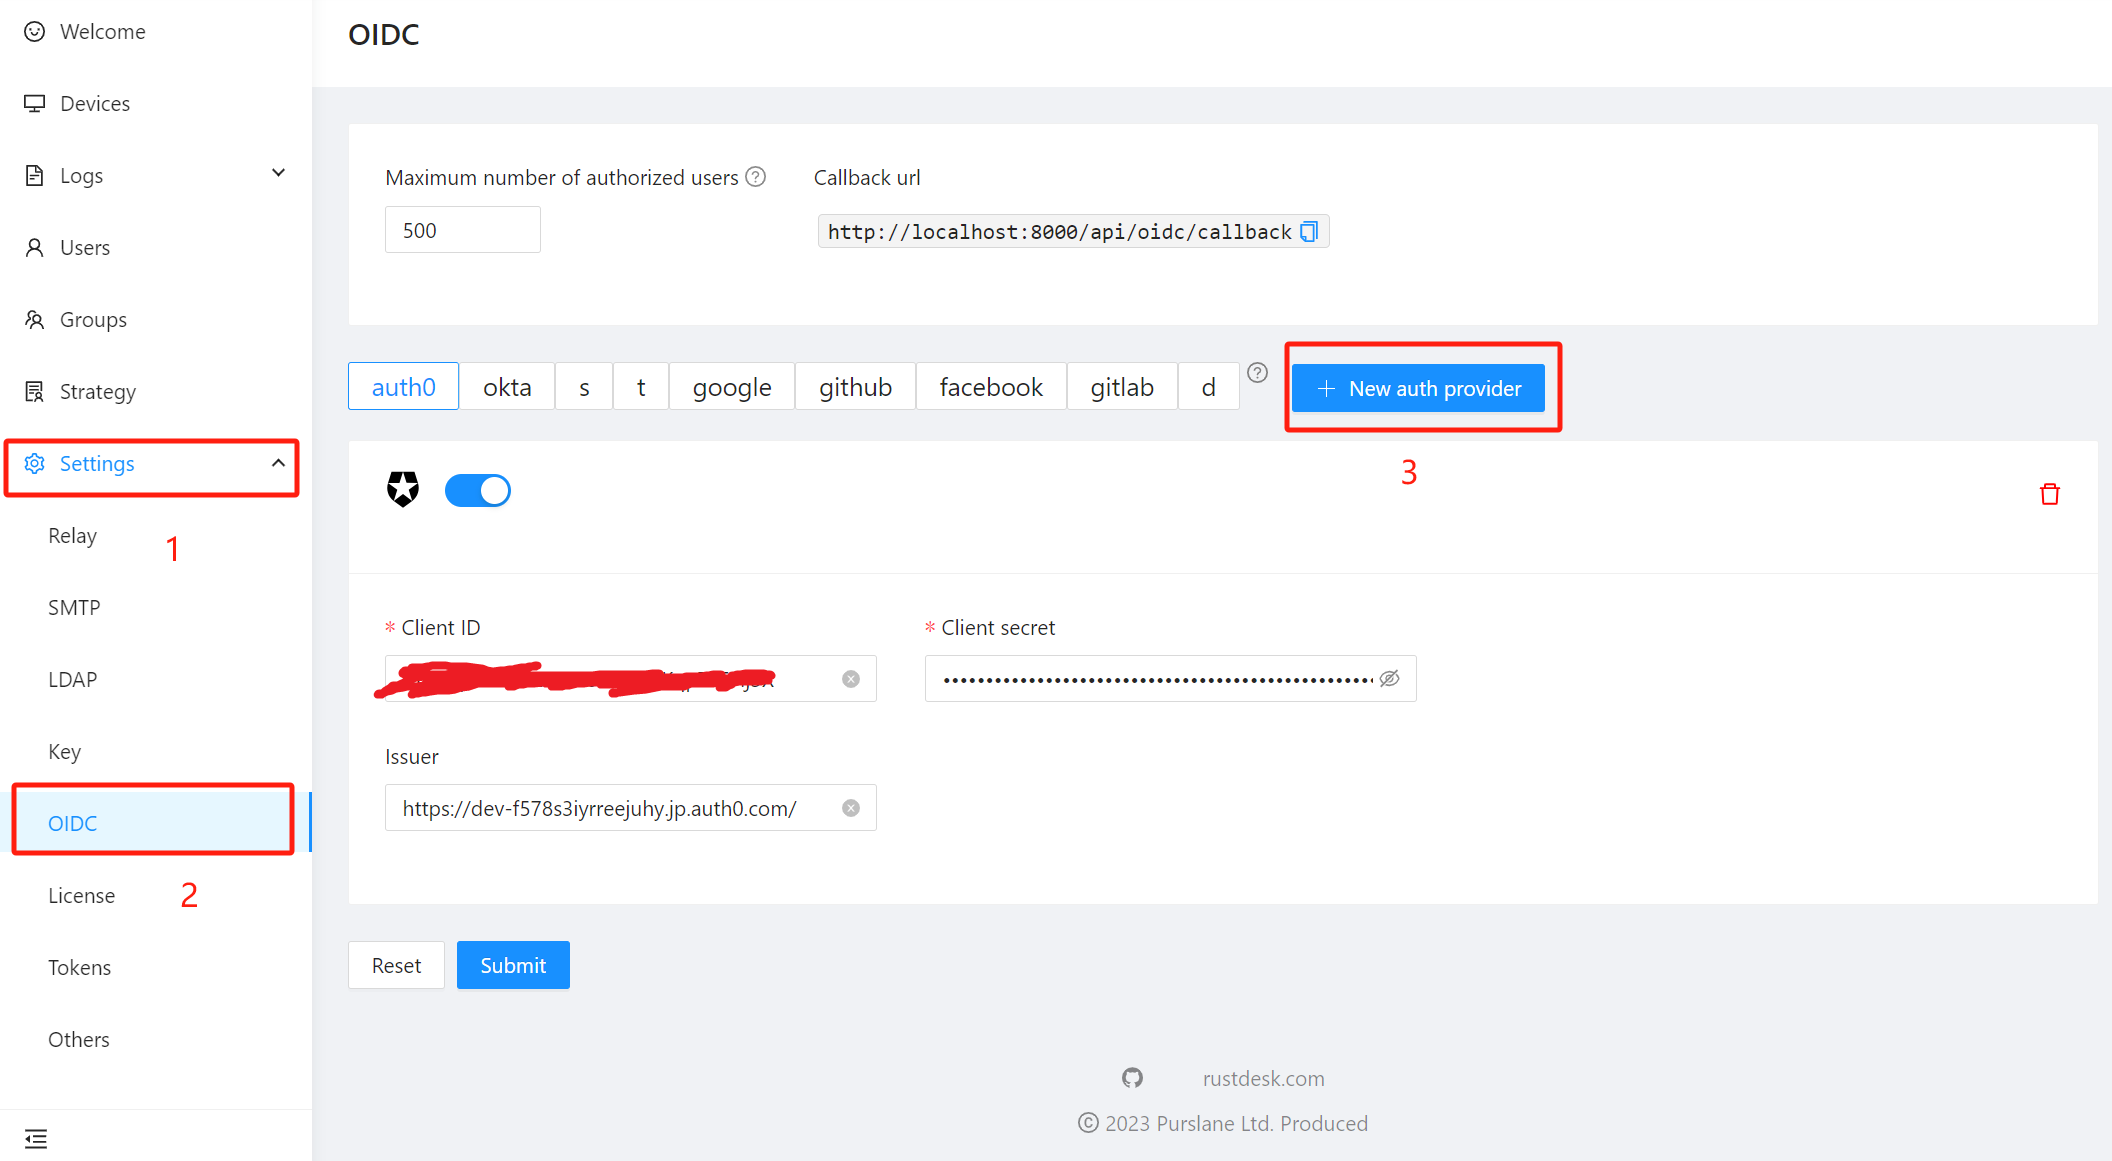 Welcome
Devices
Logs
Users
Groups
Strategy
Settings
Relay
1
SMTP
LDAP
Key
OIDC
License
2
Tokens
Others
OIDC
Maximum number of authorized users
Callback url
500
http://localhost:8000/api/oidc/callback
auth0 okta s t google github facebook gitlab d
+ New auth provider
3
* Client ID
* Client secret
Issuer
https://dev-f578s3iyrreejuhy.jp.auth0.com/
Reset
Submit
rustdesk.com
© 2023 Purslane Ltd. Produced